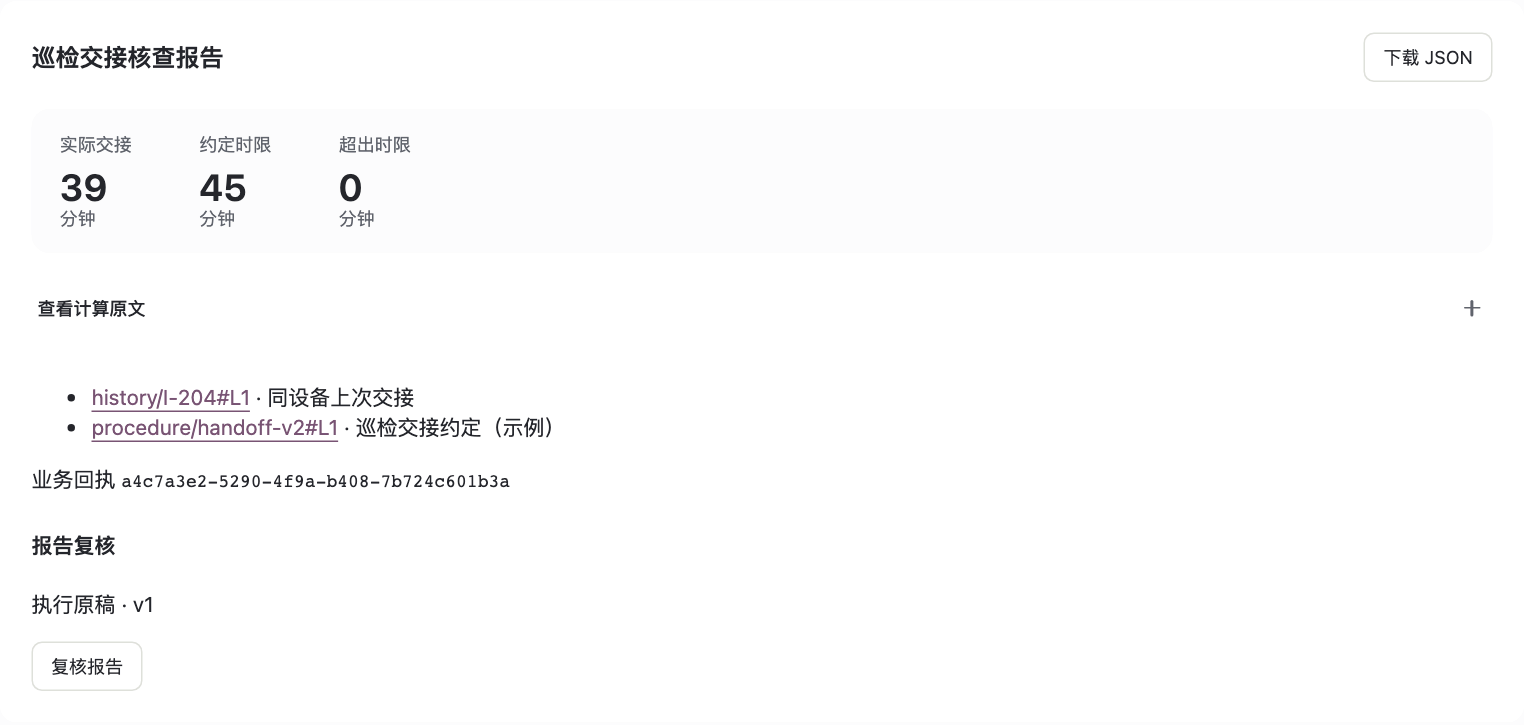 巡检交接核查报告
下载 JSON
实际交接 约定时限 超出时限
39 45 0
分钟 分钟 分钟
查看计算原文
history/I-204#L1 · 同设备上次交接
procedure/handoff-v2#L1 · 巡检交接约定（示例）
业务回执 a4c7a3e2-5290-4f9a-b408-7b724c601b3a
报告复核
执行原稿 · v1
复核报告